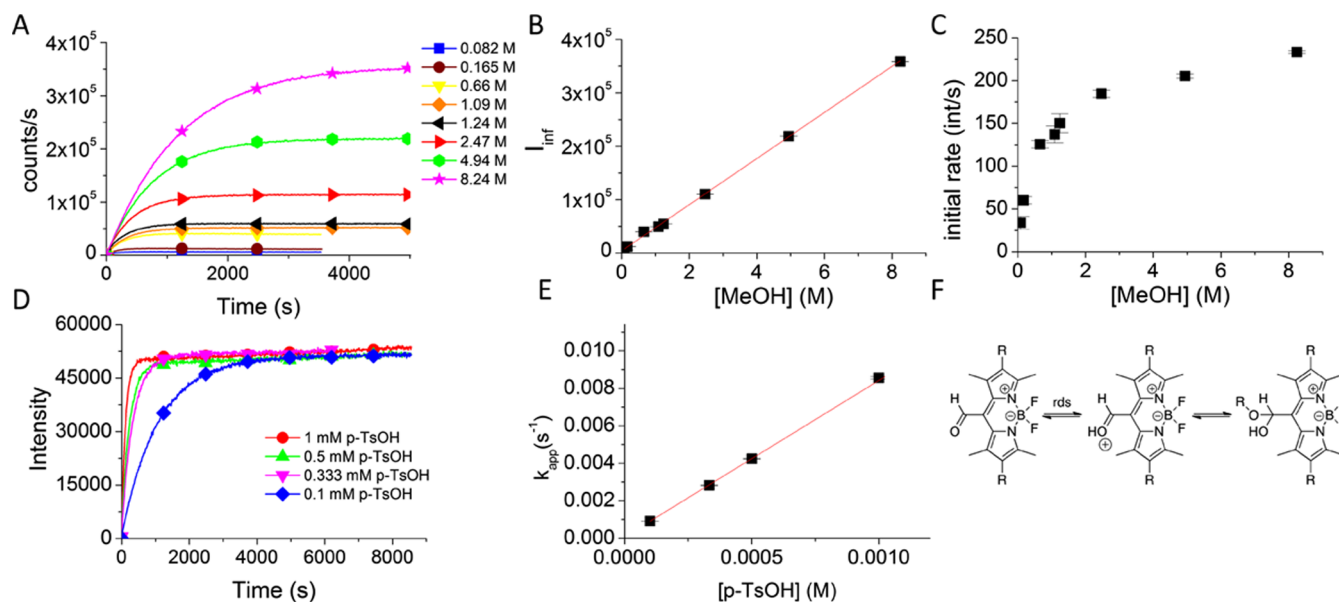 A
4x10⁵
3x10⁵
2x10⁵
1x10⁵
0
counts/s
0 2000 4000
Time (s)
0.082 M
0.165 M
0.66 M
1.09 M
1.24 M
2.47 M
4.94 M
8.24 M
B
4x10⁵
3x10⁵
2x10⁵
1x10⁵
0
I_inf
0 2 4 6 8
[MeOH] (M)
C
250
200
150
100
50
0
initial rate (int/s)
0 2 4 6 8
[MeOH] (M)
D
60000
45000
30000
15000
0
Intensity
0 2000 4000 6000 8000
Time (s)
1 mM p-TsOH
0.5 mM p-TsOH
0.333 mM p-TsOH
0.1 mM p-TsOH
E
0.010
0.008
0.006
0.004
0.002
0.000
k_app(s⁻¹)
0.0000 0.0005 0.0010
[p-TsOH] (M)
F
R R R
N⊕ F N⊕ F N⊕
O ⊖B rds HO⊕ ⊖B R O HO ⊖B
N F N F N
R R R